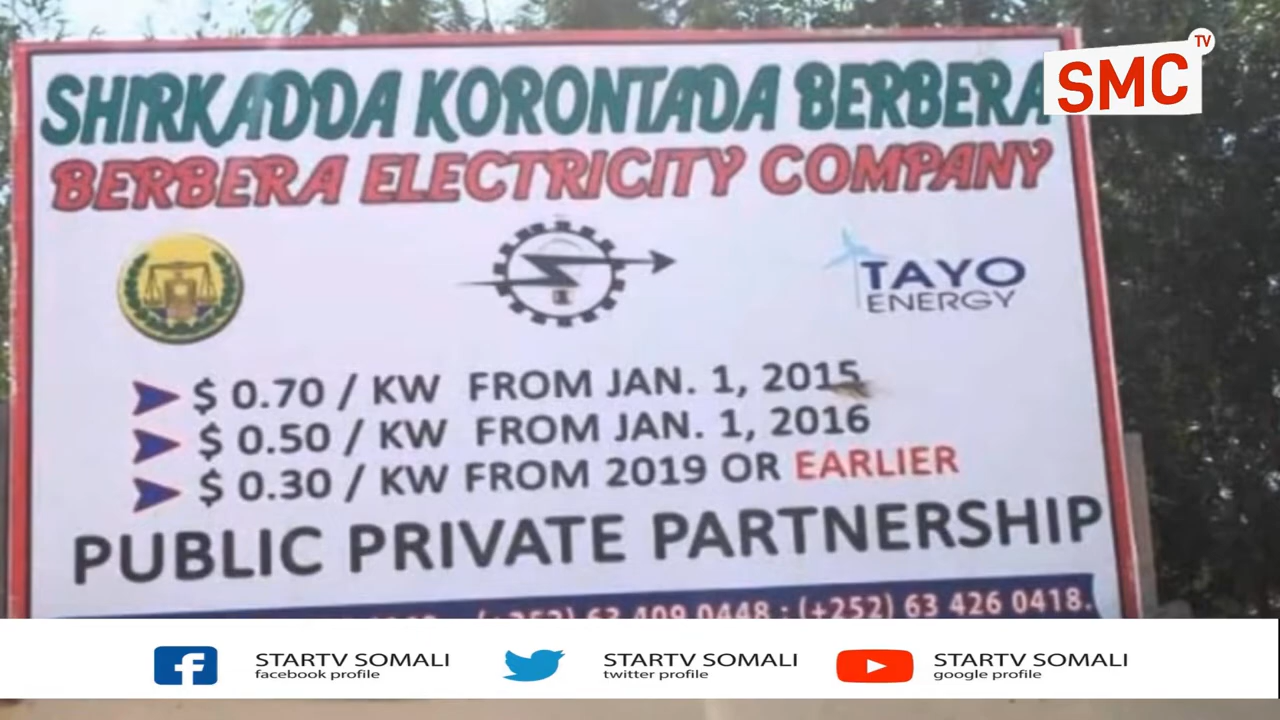 SHIRKADDA KORONTADA BERBERA
BERBERA ELECTRICITY COMPANY
SMC TV
TAYO
ENERGY
$ 0.70 / KW FROM JAN. 1, 2015
$ 0.50 / KW FROM JAN. 1, 2016
$ 0.30 / KW FROM 2019 OR EARLIER
PUBLIC PRIVATE PARTNERSHIP
(+252) 63 409 0448 : (+252) 63 426 0418.
STARTV SOMALI
facebook profile
STARTV SOMALI
twitter profile
STARTV SOMALI
google profile